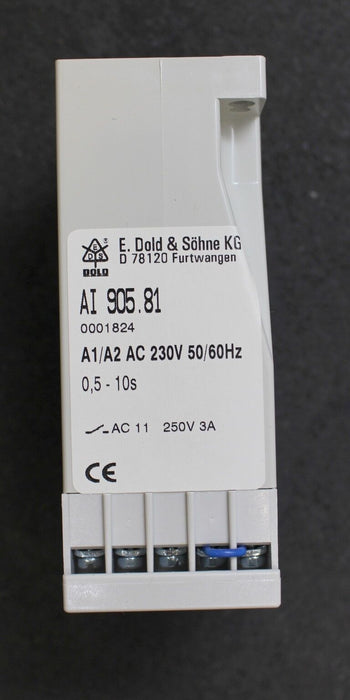 E
D S
DOLD
®
E. Dold & Söhne KG
D 78120 Furtwangen
AI 905.81
0001824
A1/A2 AC 230V 50/60Hz
0,5 - 10s
AC 11 250V 3A
CE